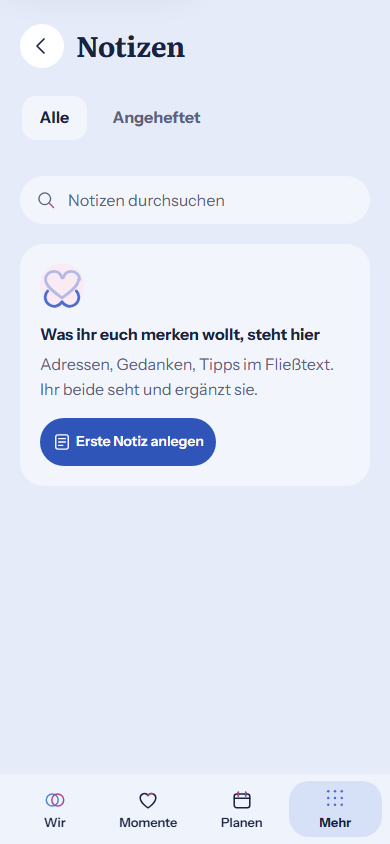 Notizen
Alle
Angeheftet
Notizen durchsuchen
Was ihr euch merken wollt, steht hier
Adressen, Gedanken, Tipps im Fließtext.
Ihr beide seht und ergänzt sie.
Erste Notiz anlegen
Wir
Momente
Planen
Mehr